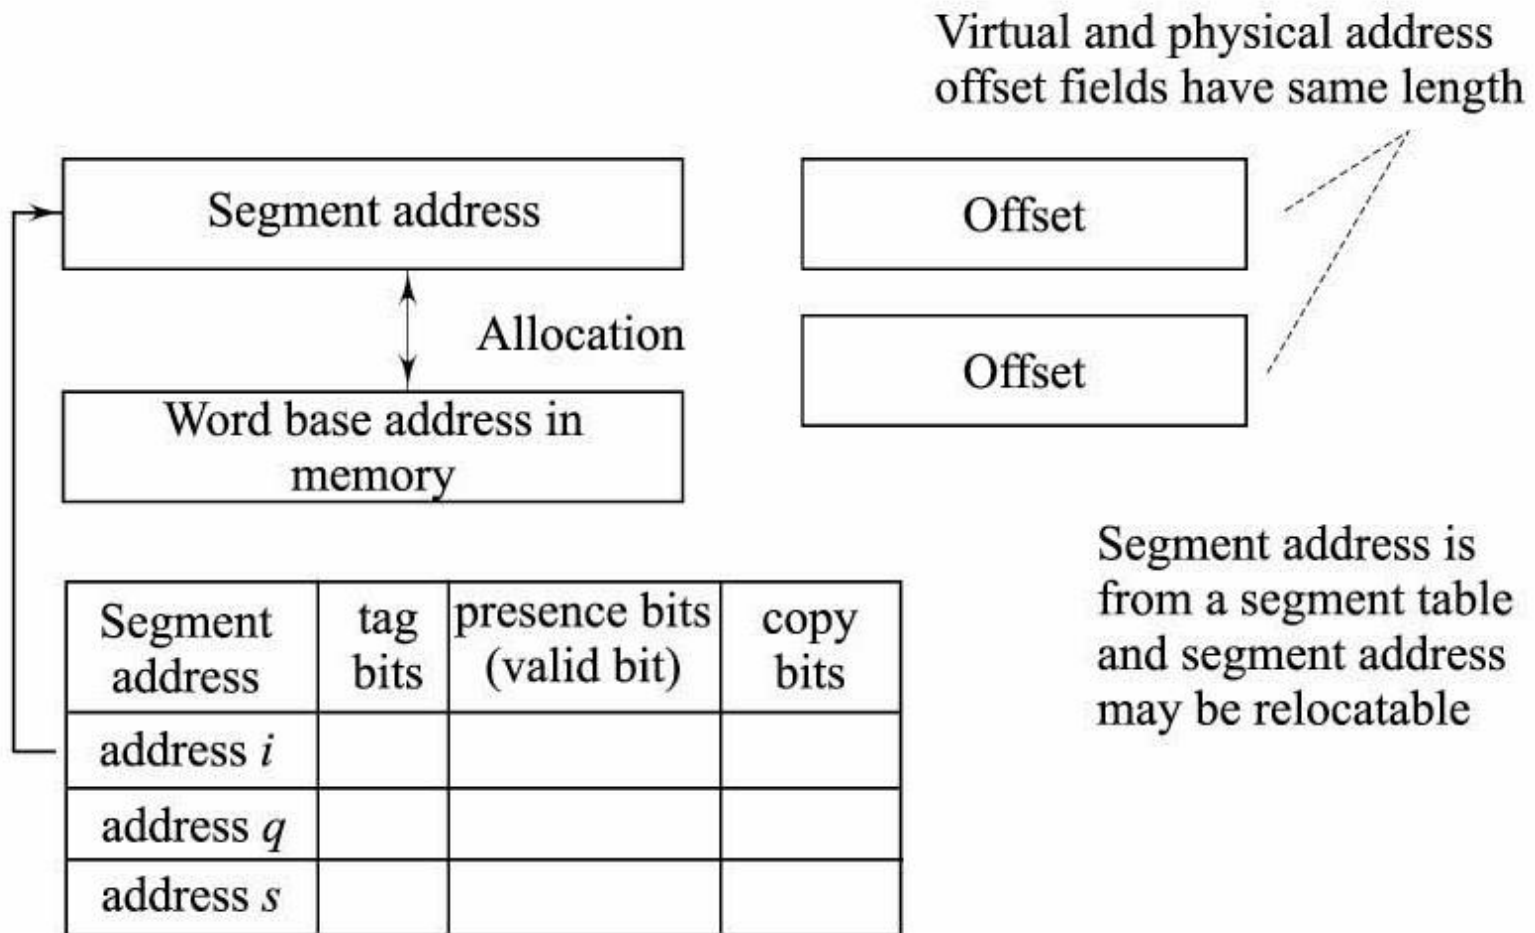 Virtual and physical address
offset fields have same length
Segment address
Offset
Allocation
Offset
Word base address in
memory
Segment address is
from a segment table
and segment address
may be relocatable
Segment
address
tag
bits
presence bits
(valid bit)
copy
bits
address i
address q
address s